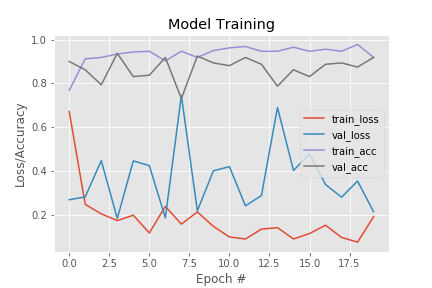 Model Training
Loss/Accuracy
1.0
0.8
0.6
0.4
0.2
train_loss
val_loss
train_acc
val_acc
0.0 2.5 5.0 7.5 10.0 12.5 15.0 17.5
Epoch #